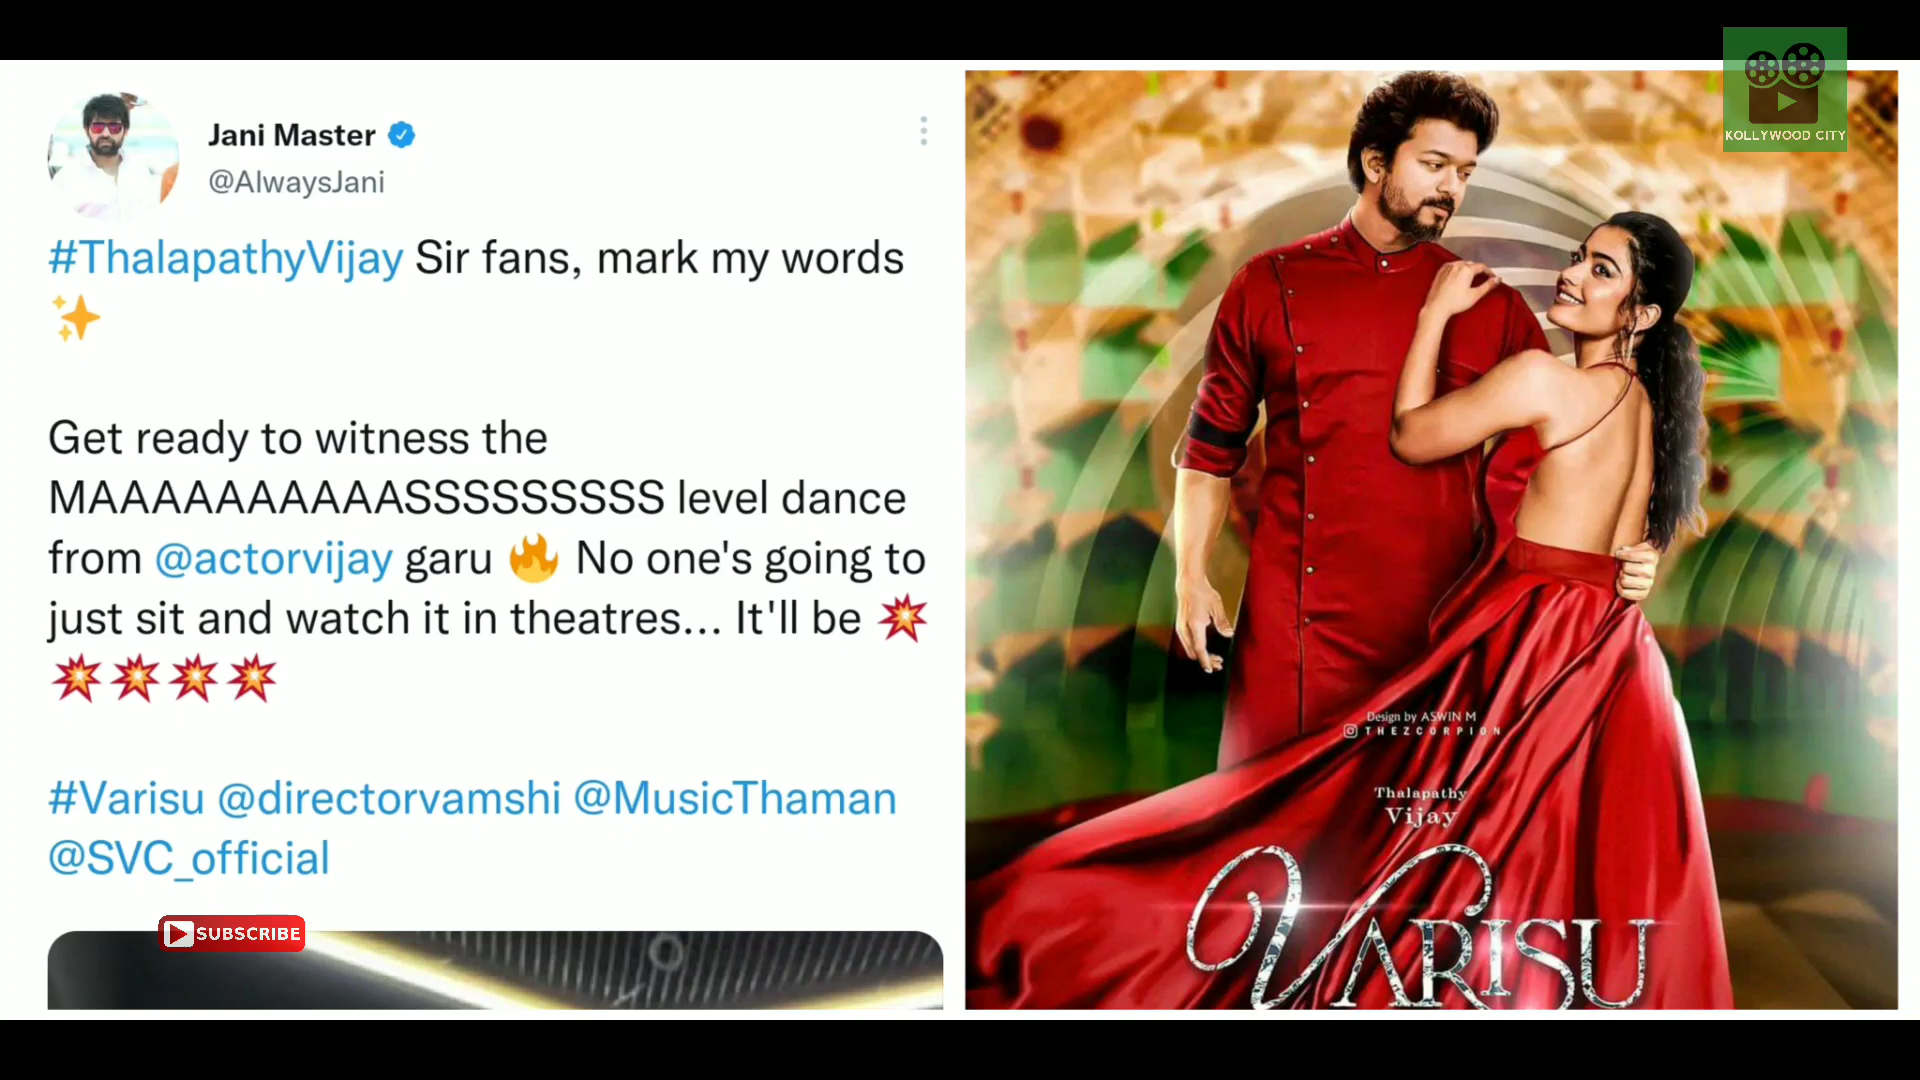 Jani Master
@AlwaysJani
#ThalapathyVijay Sir fans, mark my words
✨
Get ready to witness the
MAAAAAAAAAAASSSSSSSSS level dance
from @actorvijay garu 🔥 No one's going to
just sit and watch it in theatres... It'll be 💥
💥💥💥💥
#Varisu @directorvamshi @MusicThaman
@SVC_official
SUBSCRIBE
KOLLYWOOD CITY
Design by ASWIN M
THEZCORPION
Thalapathy
Vijay
VARISU